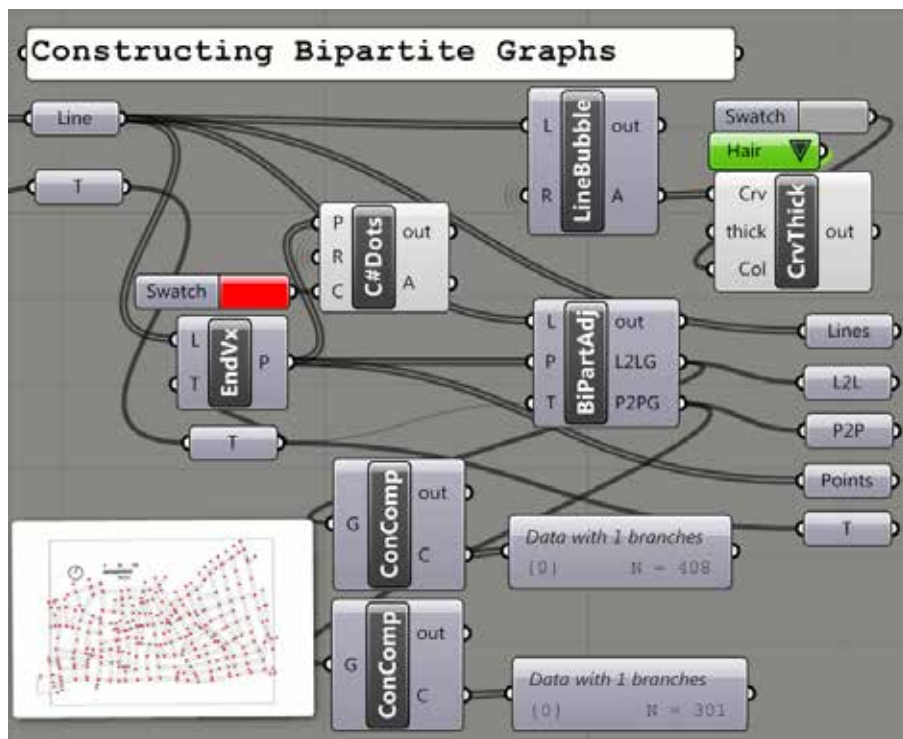 Constructing Bipartite Graphs
Line
T
L
R
LineBubble
out
A
Swatch
Hair
Crv
thick
Col
CrvThick
out
P
R
C
C#Dots
out
A
Swatch
L
T
EndVx
P
L
P
T
BiPartAdj
out
L2LG
P2PG
Lines
L2L
P2P
Points
T
T
G
ConComp
out
C
Data with 1 branches
{0} N = 408
G
ConComp
out
C
Data with 1 branches
{0} N = 301